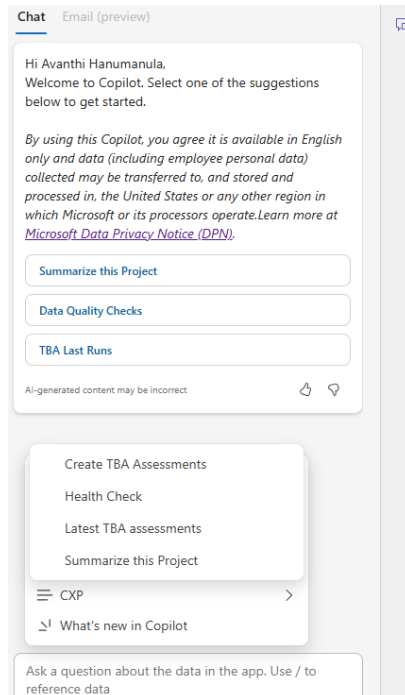 Chat Email (preview)
Hi Avanthi Hanumanula,
Welcome to Copilot. Select one of the suggestions
below to get started.
By using this Copilot, you agree it is available in English
only and data (including employee personal data)
collected may be transferred to, and stored and
processed in, the United States or any other region in
which Microsoft or its processors operate.Learn more at
Microsoft Data Privacy Notice (DPN).
Summarize this Project
Data Quality Checks
TBA Last Runs
AI-generated content may be incorrect
Create TBA Assessments
Health Check
Latest TBA assessments
Summarize this Project
CXP
What's new in Copilot
Ask a question about the data in the app. Use / to
reference data